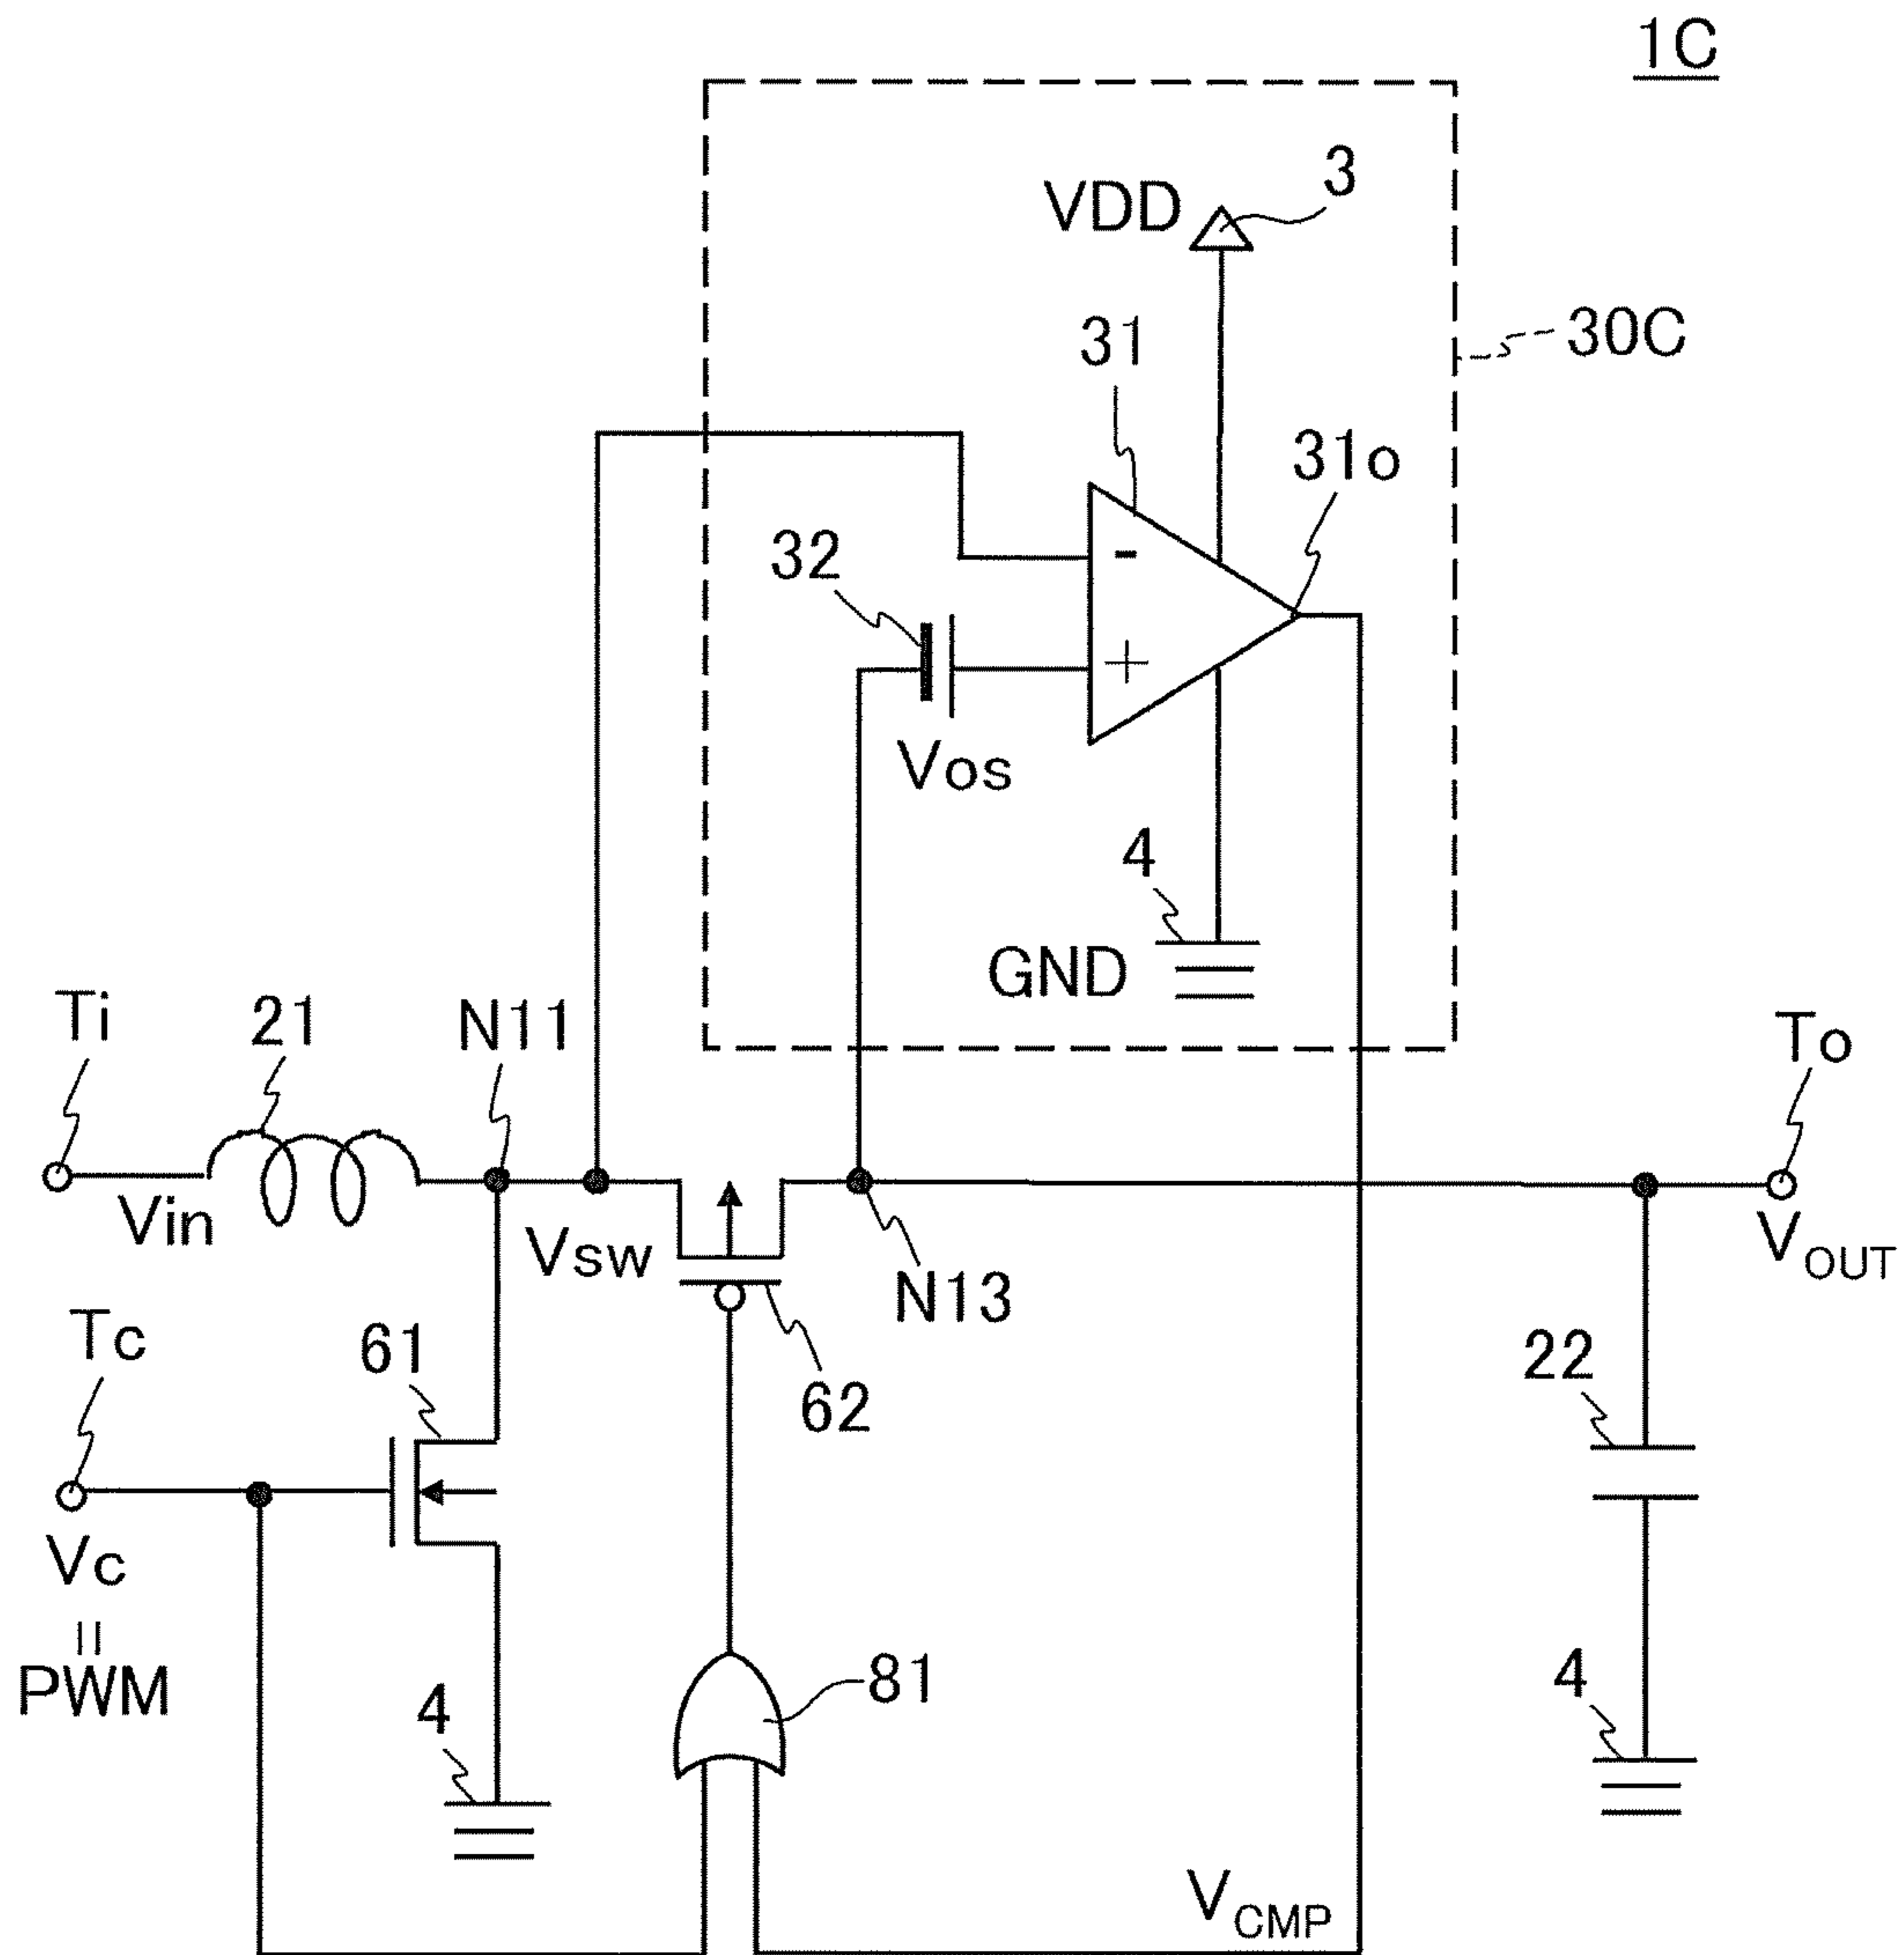 1C
3
VDD
30C
31
31o
32
-
+
Vos
4
GND
Ti
21
N11
To
Vin
Vsw
N13
VOUT
Tc
61
62
22
Vc
=
PWM
4
81
4
VCMP